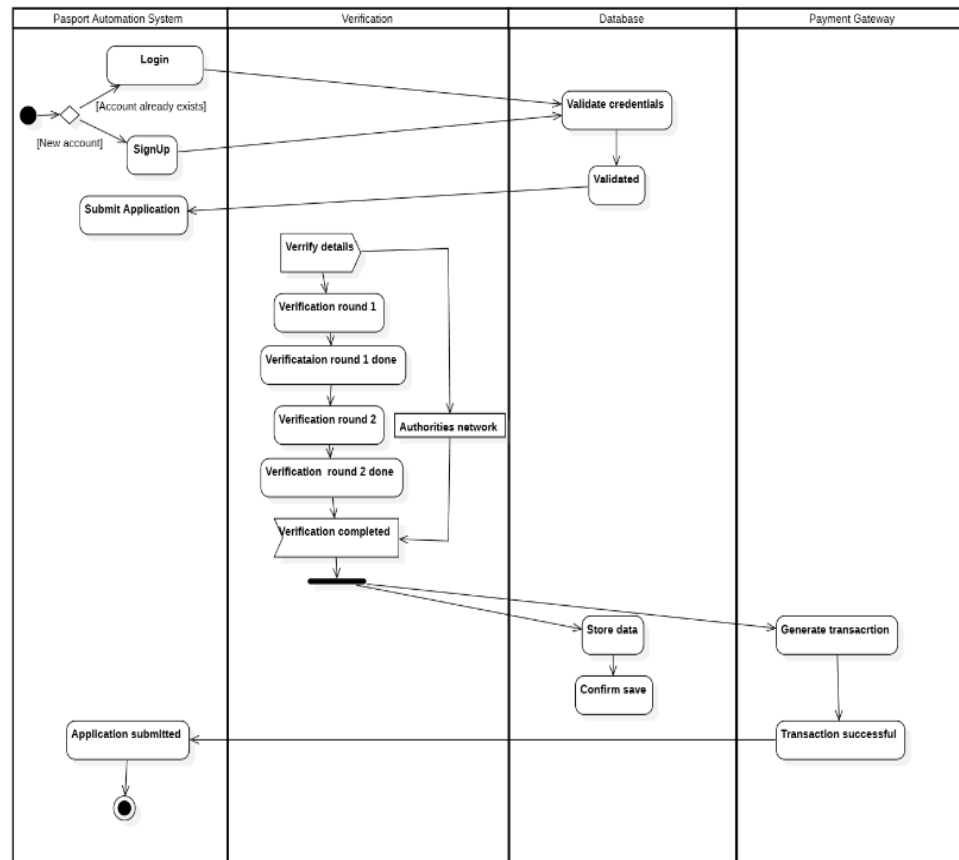 Pasport Automation System
Verification
Database
Payment Gateway
Login
[Account already exists]
Validate credentials
[New account]
SignUp
Validated
Submit Application
Verrify details
Verification round 1
Verificataion round 1 done
Verification round 2
Authorities network
Verification round 2 done
Verification completed
Store data
Generate transacrtion
Confirm save
Application submitted
Transaction successful